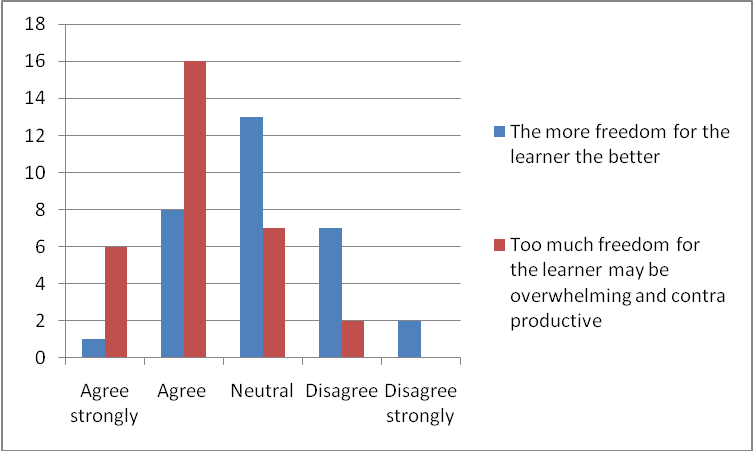 18
16
14
12
10
8
6
4
2
0
Agree
strongly
Agree
Neutral
Disagree
Disagree
strongly
The more freedom for the
learner the better
Too much freedom for
the learner may be
overwhelming and contra
productive